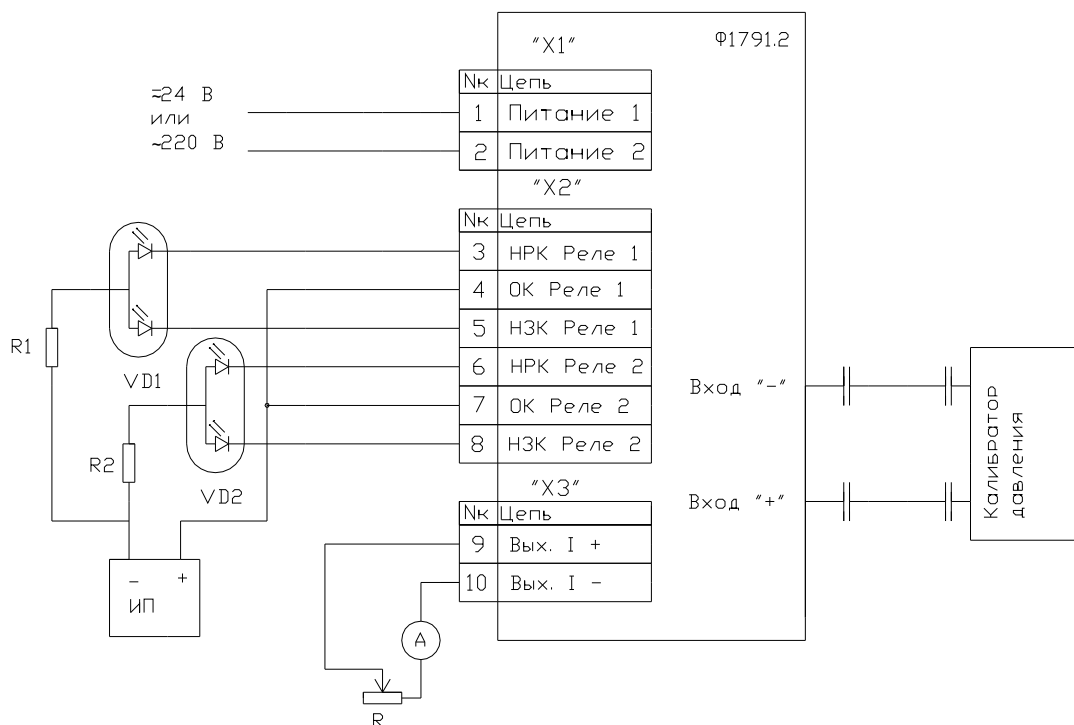 Ф1791.2
"X1"
Nк Цепь
1 Питание 1
2 Питание 2
≂24 В
или
~220 В
"X2"
Nк Цепь
3 НРК Реле 1
4 ОК Реле 1
5 НЗК Реле 1
6 НРК Реле 2
7 ОК Реле 2
8 НЗК Реле 2
R1
VD1
R2
VD2
- +
ИП
"X3"
Nк Цепь
9 Вых. I +
10 Вых. I -
A
R
Вход "-"
Вход "+"
Калибратор
давления